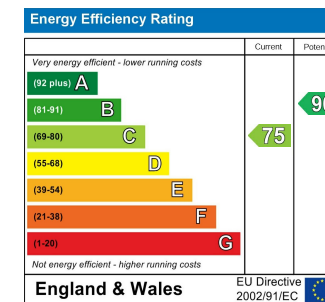 Energy Efficiency Rating
Current
Very energy efficient - lower running costs
(92 plus) A
(81-91) B
(69-80) C
75
(55-68) D
(39-54) E
(21-38) F
(1-20) G
Not energy efficient - higher running costs
England & Wales
EU Directive
2002/91/EC